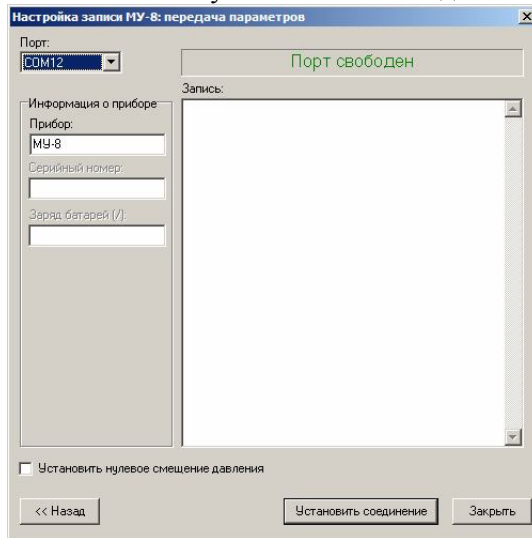 Настройка записи МУ-8: передача параметров
Порт:
COM12
Порт свободен
Запись:
Информация о приборе
Прибор:
МУ-8
Серийный номер:
Заряд батарей (/):
Установить нулевое смещение давления
<< Назад
Установить соединение
Закрыть